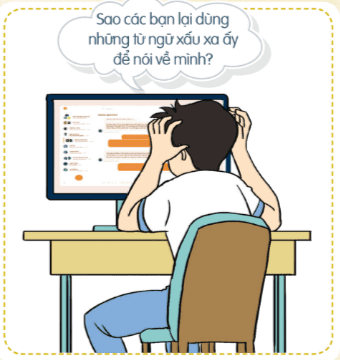 Sao các bạn lại dùng
những từ ngữ xấu xa ấy
để nói về mình?